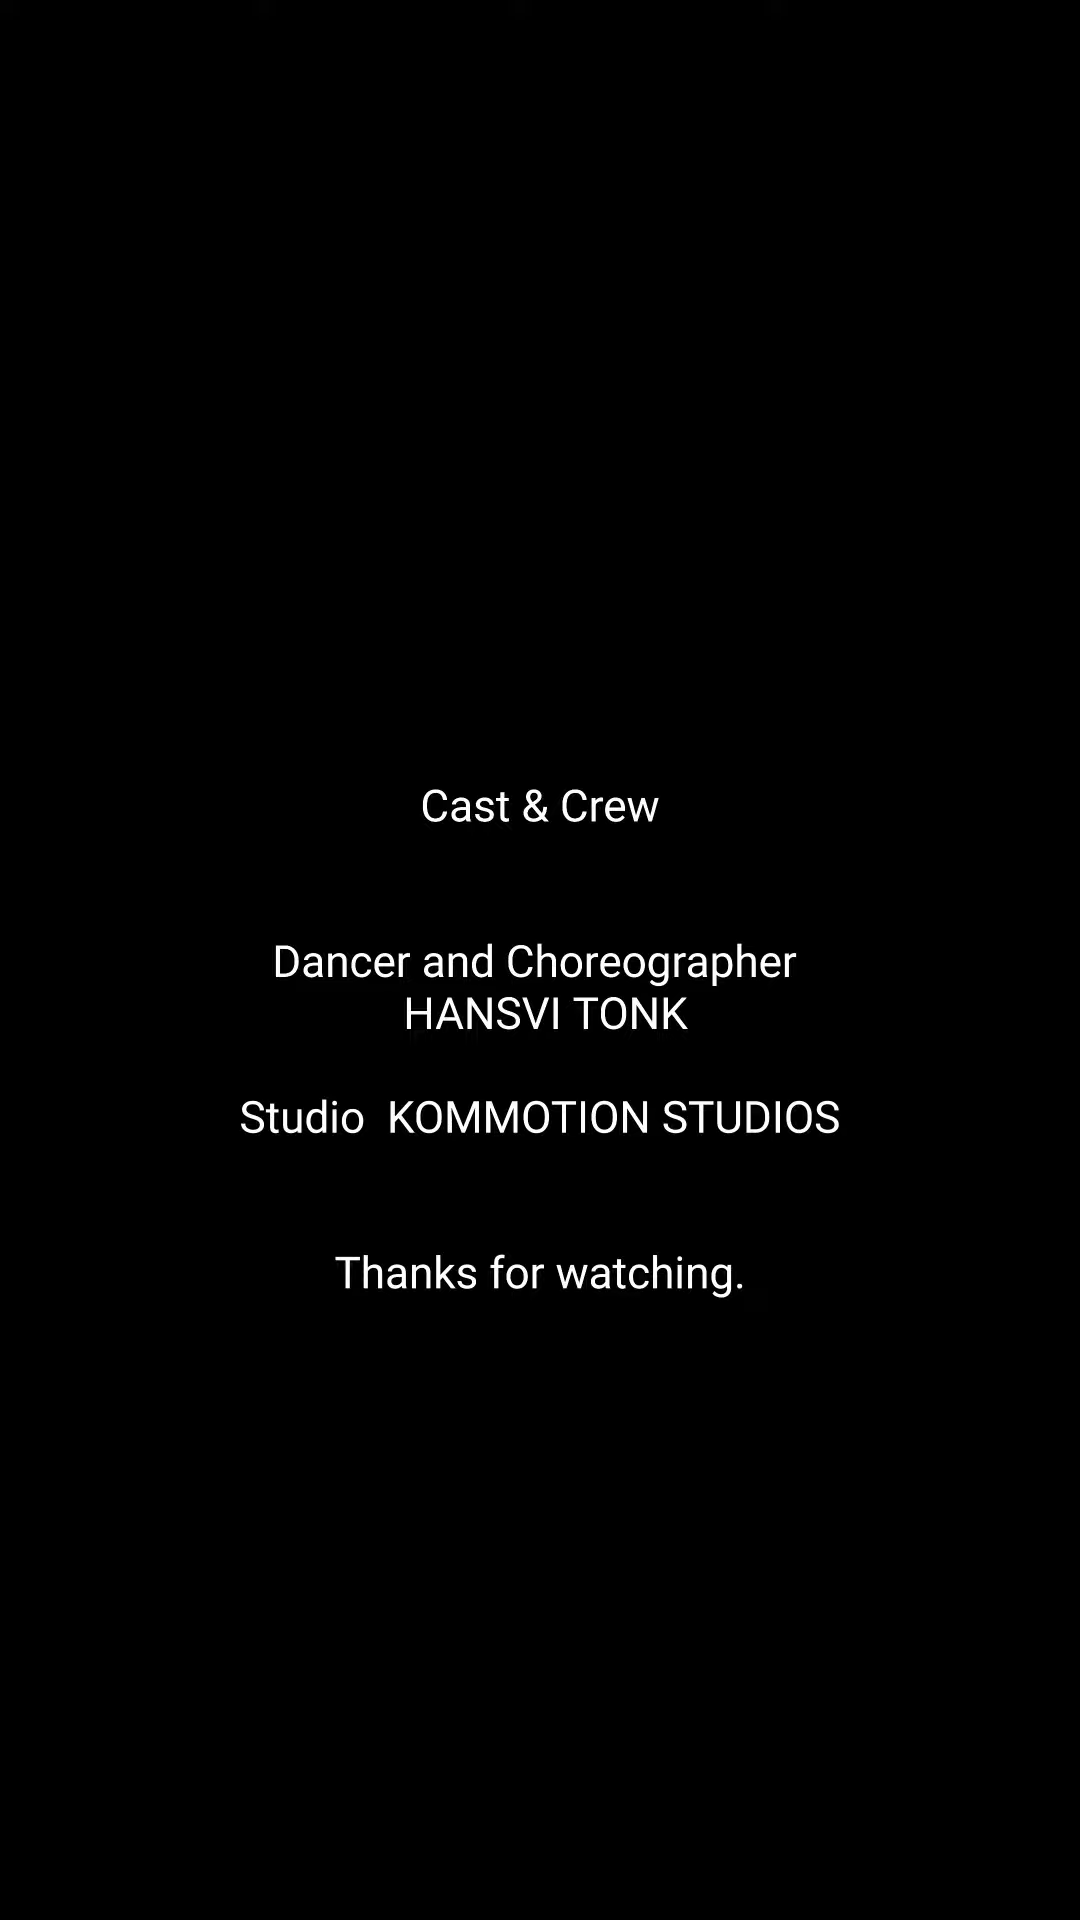 Cast & Crew
Dancer and Choreographer
HANSVI TONK
Studio  KOMMOTION STUDIOS
Thanks for watching.